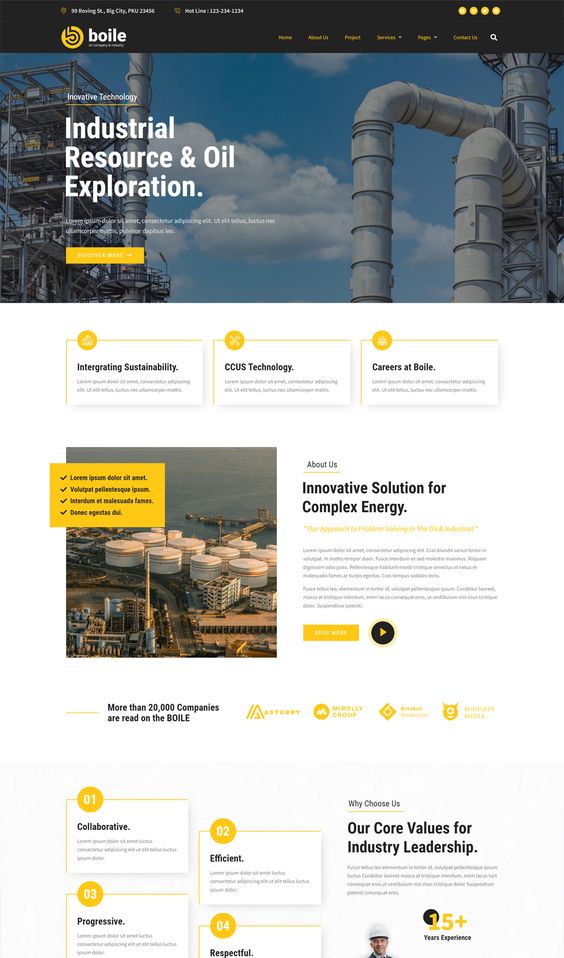 99 Roving St., Big City, PKU 23456
Hot Line : 123-234-1234
boile
oil company & industry
Home
About Us
Project
Services
Pages
Contact Us
Inovative Technology
Industrial
Resource & Oil
Exploration.
Lorem ipsum dolor sit amet, consectetur adipiscing elit. Ut elit tellus, luctus nec
ullamcorper mattis, pulvinar dapibus leo.
DISCOVER MORE
Intergrating Sustainability.
Lorem ipsum dolor sit amet, consectetur adipiscing
elit. Ut elit tellus, luctus nec ullamcorper mattis.
CCUS Technology.
Lorem ipsum dolor sit amet, consectetur adipiscing
elit. Ut elit tellus, luctus nec ullamcorper mattis.
Careers at Boile.
Lorem ipsum dolor sit amet, consectetur adipiscing
elit. Ut elit tellus, luctus nec ullamcorper mattis.
Lorem ipsum dolor sit amet.
Volutpat pellentesque ipsum.
Interdum et malesuada fames.
Donec egestas dui.
About Us
Innovative Solution for
Complex Energy.
" Our Approach to Problem Solving In The Oil & Industrial "
Lorem ipsum dolor sit amet, consectetur adipiscing elit. Cras blandit varius tortor in
volutpat. In mattis tempor diam. Fusce interdum ex sed molestie maximus. Aliquam
dignissim odio justo. Pellentesque habitant morbi tristique senectus et netus et
malesuada fames ac turpis egestas. Cras tempus sodales lectu.
Fusce tellus leo, elementum in tortor id, volutpat pellentesque ipsum. Curabitur laoreet,
massa at tristique interdum, enim lacus consequat eros, ut vestibulum nisl orci id dolor.
Suspendisse potenti.
READ MORE
More than 20,000 Companies
are read on the BOILE
ASTORRY
MIROLLY
GROUP
Brocken
Production
MONSTER
MEDIA
01
Collaborative.
Lorem ipsum dolor sit amet luctus
consectetur adipiscing elit ut luctus
ipsum dolor.
02
Efficient.
Lorem ipsum dolor sit amet luctus
consectetur adipiscing elit ut luctus
ipsum dolor.
03
Progressive.
Lorem ipsum dolor sit amet luctus
consectetur adipiscing elit ut luctus
ipsum dolor.
04
Respectful.
Lorem ipsum dolor sit amet luctus
Why Choose Us
Our Core Values for
Industry Leadership.
Fusce tellus leo elementum in tortor id, volutpat pellentesque ipsum
Curabitur laoreet massa at tristique interdum, enim lacus
consequat eros ut vestibulum nisl orci id dolor. Suspendisse potent
consequat eros.
15+
Years Experience